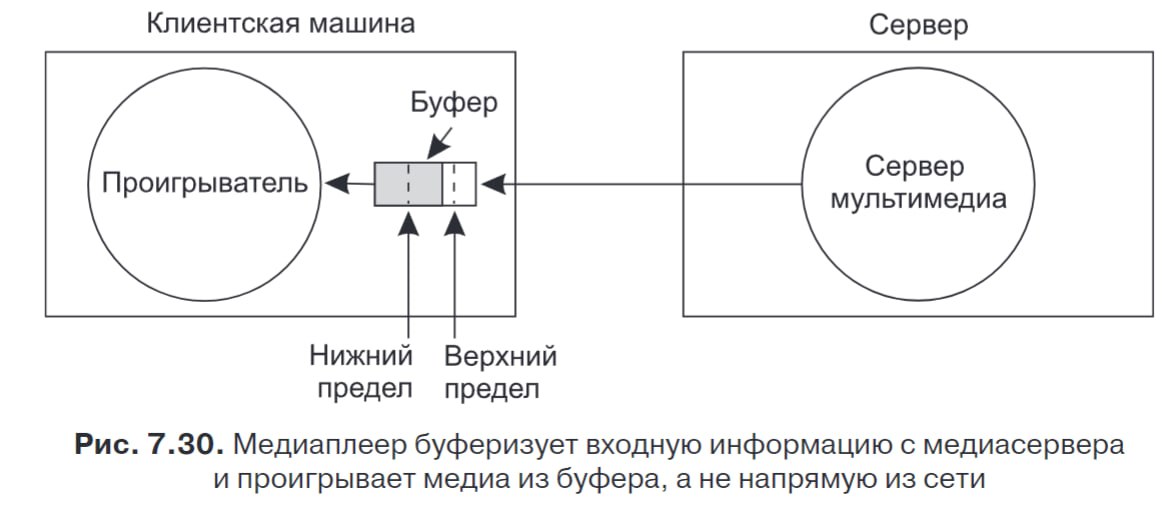 Клиентская машина
Сервер
Буфер
Проигрыватель
Сервер
мультимедиа
Нижний
предел
Верхний
предел
Рис. 7.30. Медиаплеер буферизует входную информацию с медиасервера
и проигрывает медиа из буфера, а не напрямую из сети